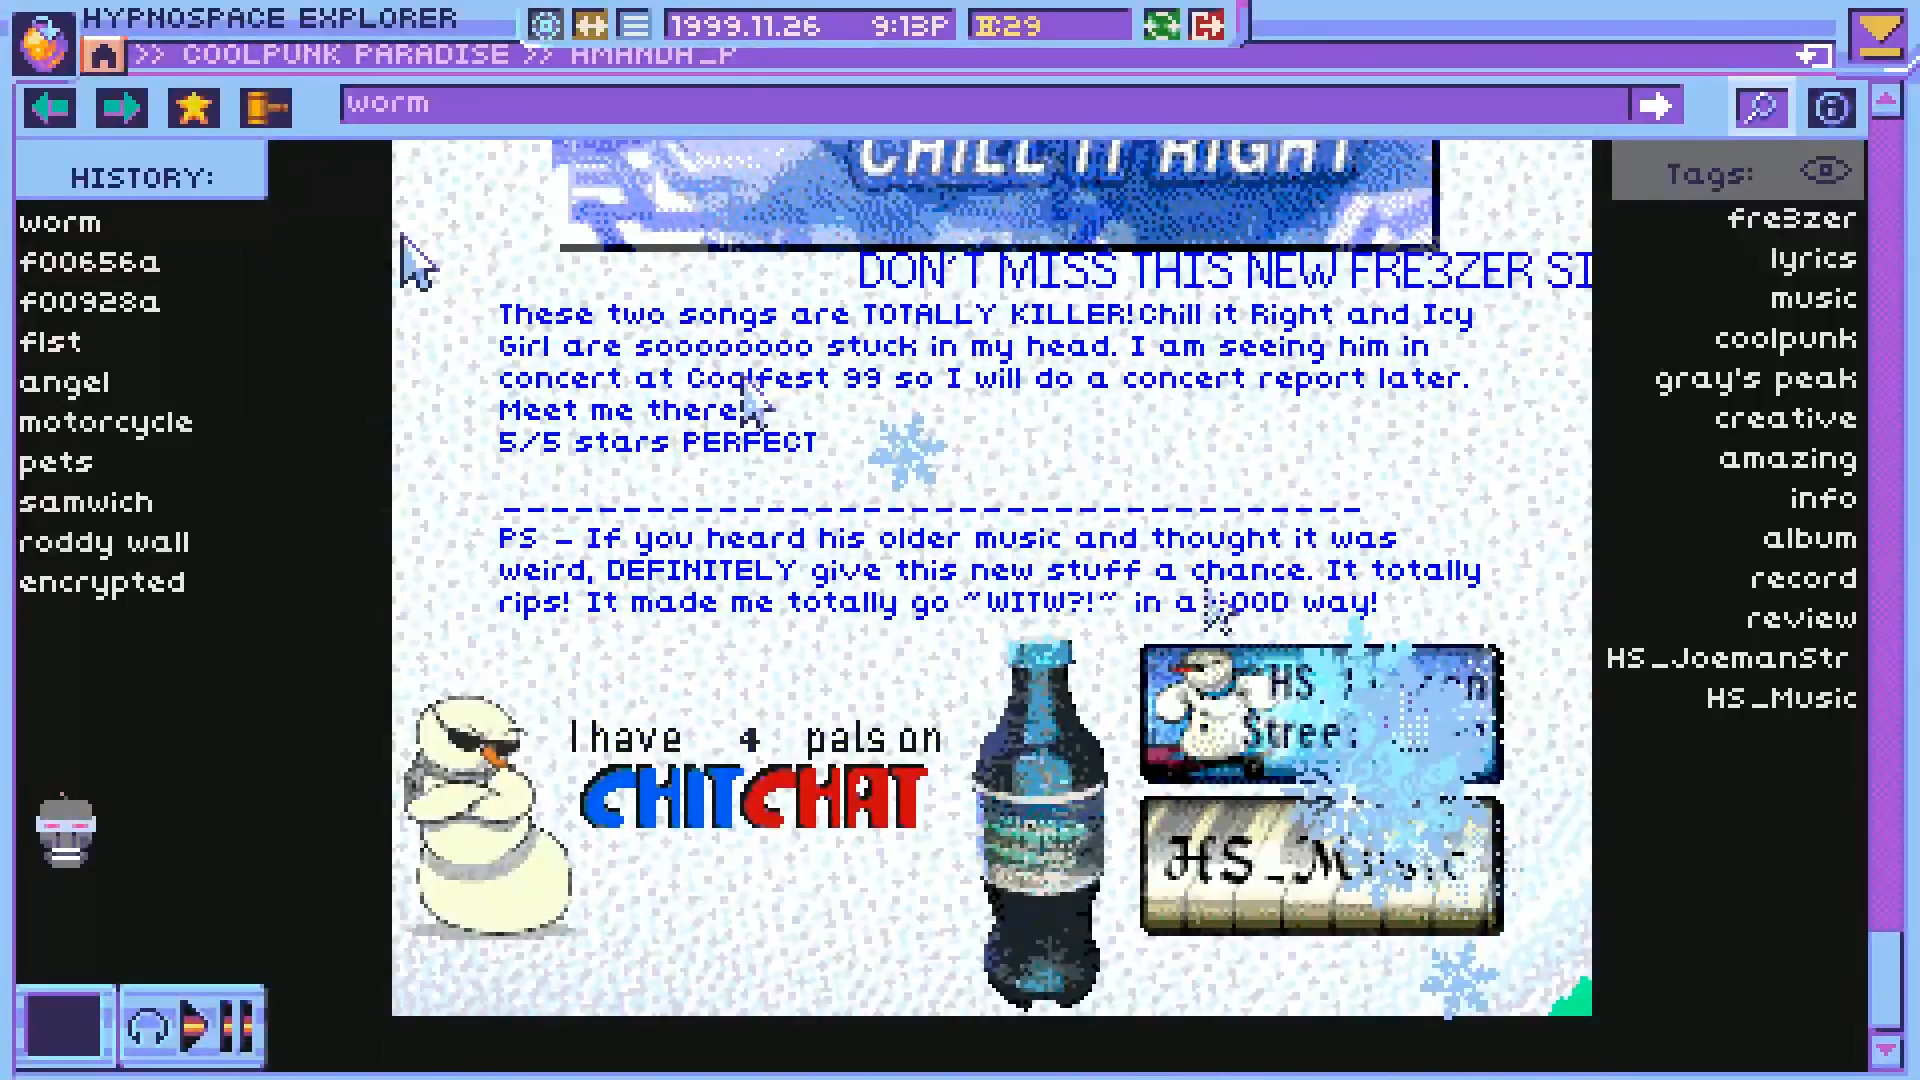 HYPNOSPACE EXPLORER
1999.11.26 9:13P
29
>> COOLPUNK PARADISE >> AMANDA_P
worm
HISTORY:
worm
f00656a
f00928a
flst
angel
motorcycle
pets
samwich
roddy wall
encrypted
CHILL IT RIGHT
DON'T MISS THIS NEW FRE3ZER SI
These two songs are TOTALLY KILLER!Chill it Right and Icy
Girl are soooooooo stuck in my head. I am seeing him in
concert at Coolfest 99 so I will do a concert report later.
Meet me there
5/5 stars PERFECT
------------------------------------
PS - If you heard his older music and thought it was
weird, DEFINITELY give this new stuff a chance. It totally
rips! It made me totally go "WITW?!" in a GOOD way!
I have 4 pals on
CHITCHAT
HS_
Street
HS_Music
Tags:
fre3zer
lyrics
music
coolpunk
gray's peak
creative
amazing
info
album
record
review
HS_JoemanStr
HS_Music